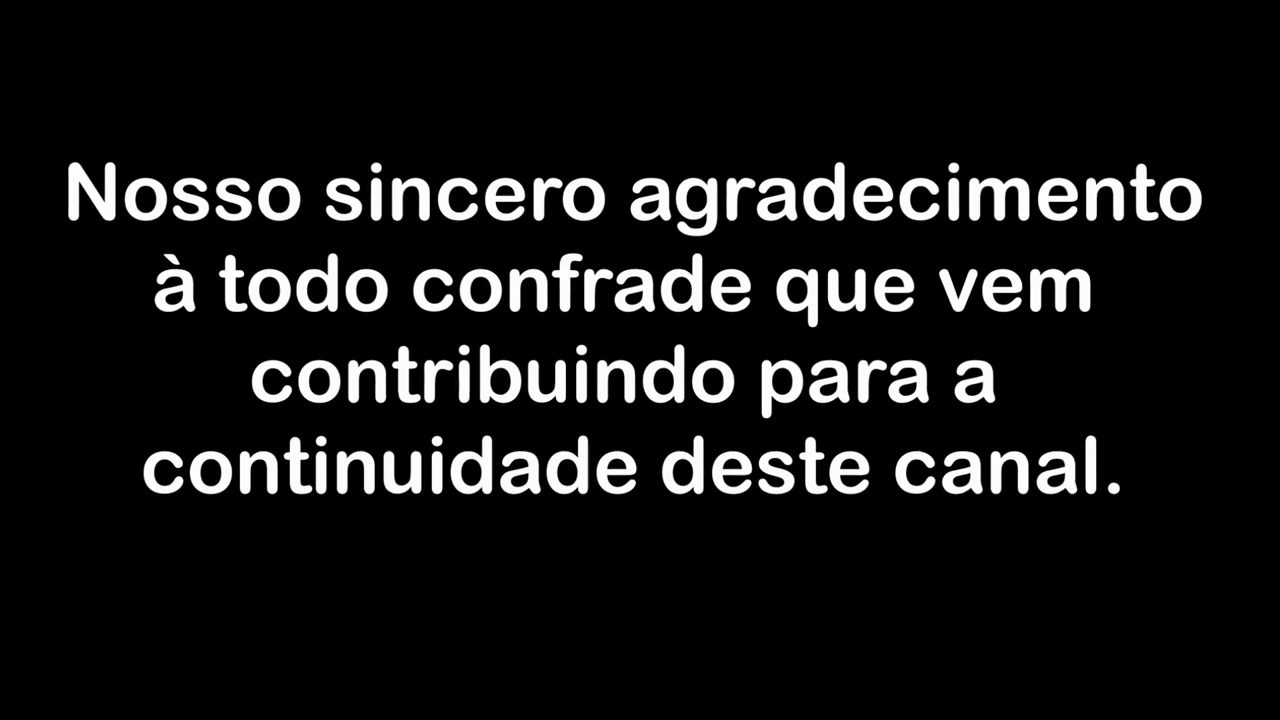 Nosso sincero agradecimento
à todo confrade que vem
contribuindo para a
continuidade deste canal.